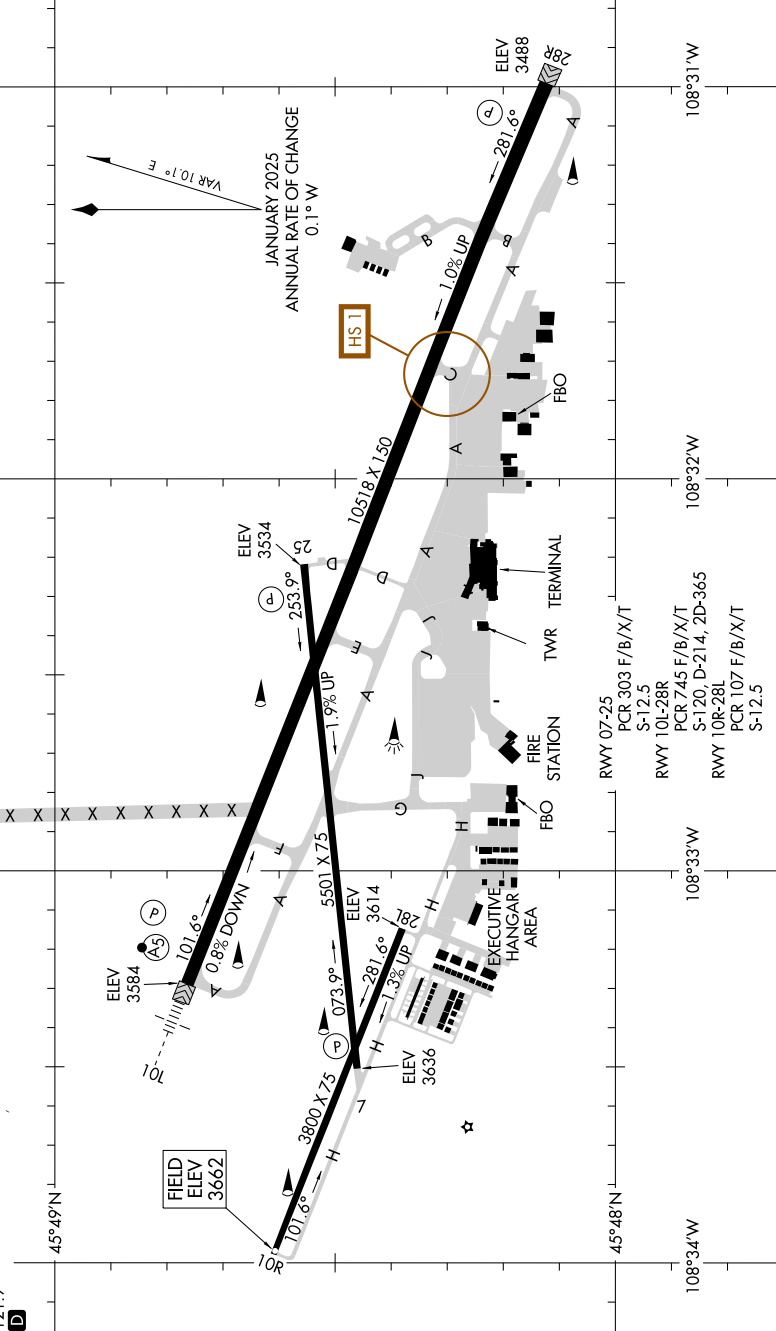 ELEV
3488
28R
281.6°
P
A
108°31'W
VAR 10.1° E
JANUARY 2025
ANNUAL RATE OF CHANGE
0.1° W
B
B
A
1.0% UP
HS 1
C
A
FBO
10518 X 150
108°32'W
ELEV
3534
25
D
D
A
253.9°
P
TERMINAL
TWR
J
J
E
A
1.9% UP
FIRE
STATION
J
G
FBO
H
X X X X X X X X X
RWY 07-25
PCR 303 F/B/X/T
S-12.5
RWY 10L-28R
PCR 745 F/B/X/T
S-120, D-214, 2D-365
RWY 10R-28L
PCR 107 F/B/X/T
S-12.5
F
A
5501 X 75
108°33'W
P
A5
101.6°
0.8% DOWN
ELEV
3584
A
10L
ELEV
3614
28L
H
EXECUTIVE
HANGAR
AREA
073.9°
281.6°
1.3% UP
P
H
ELEV
3636
7
3800 X 75
H
101.6°
FIELD
ELEV
3662
10R
45°49'N
45°48'N
108°34'W
D